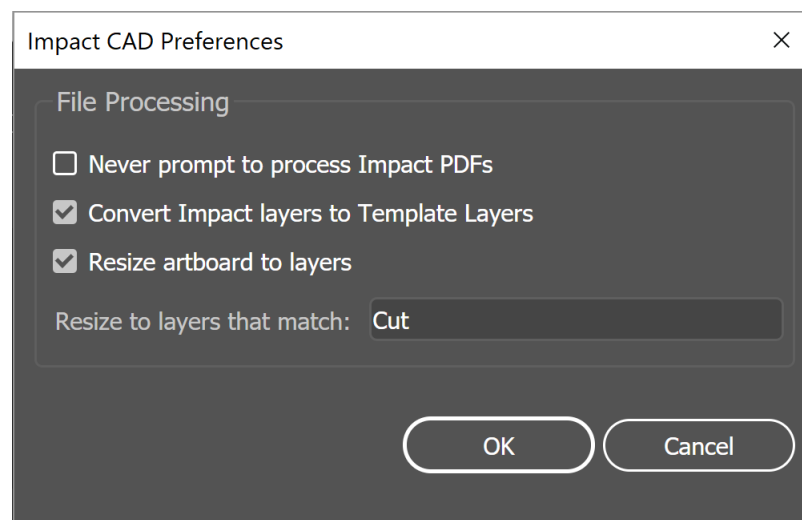 Impact CAD Preferences
File Processing
Never prompt to process Impact PDFs
Convert Impact layers to Template Layers
Resize artboard to layers
Resize to layers that match: Cut
OK Cancel